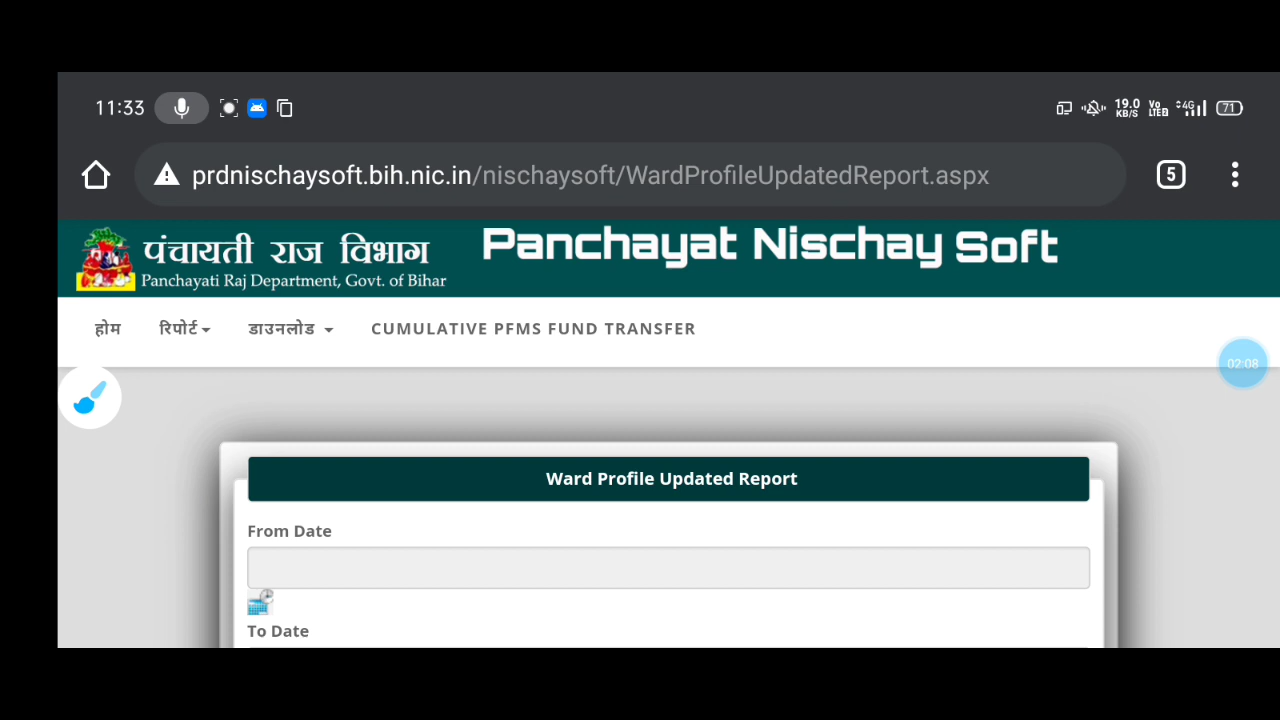 11:33
19.0
KB/S
Vo
LTE2
4G
71
prdnischaysoft.bih.nic.in/nischaysoft/WardProfileUpdatedReport.aspx
5
पंचायती राज विभाग
Panchayati Raj Department, Govt. of Bihar
Panchayat Nischay Soft
होम
रिपोर्ट
डाउनलोड
CUMULATIVE PFMS FUND TRANSFER
02:08
Ward Profile Updated Report
From Date
To Date